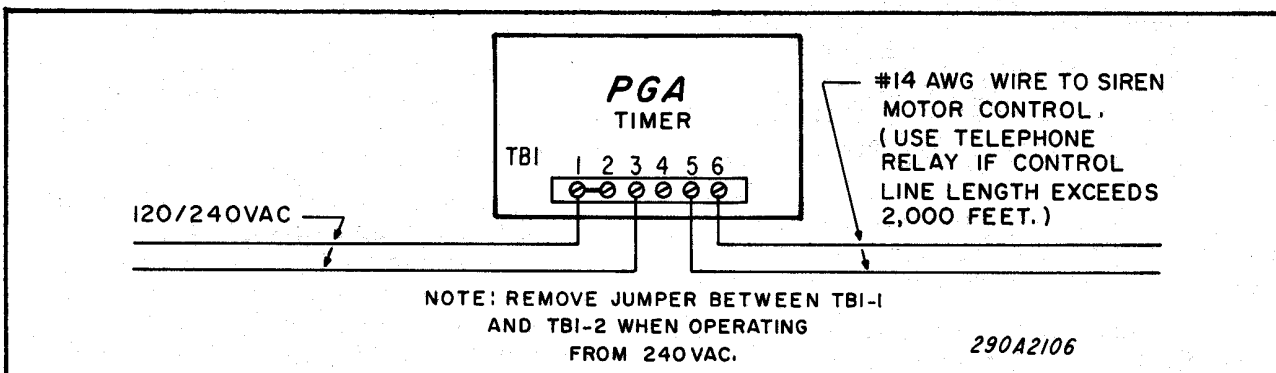 PGA
TIMER
TB1
1 2 3 4 5 6
120/240VAC
#14 AWG WIRE TO SIREN
MOTOR CONTROL.
(USE TELEPHONE
RELAY IF CONTROL
LINE LENGTH EXCEEDS
2,000 FEET.)
NOTE: REMOVE JUMPER BETWEEN TB1-1
AND TB1-2 WHEN OPERATING
FROM 240VAC.
290A2106